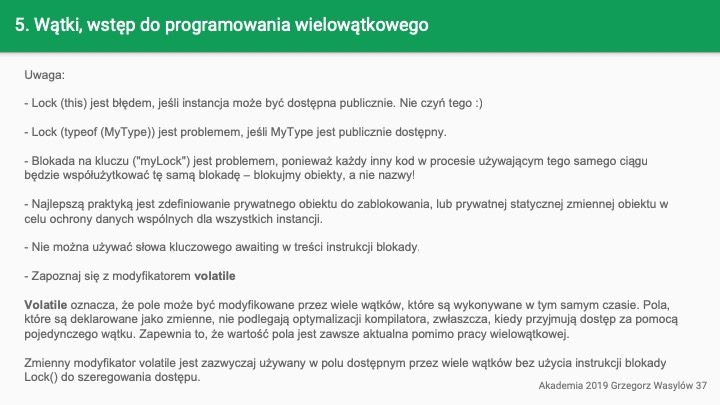 5. Wątki, wstęp do programowania wielowątkowego
Uwaga:
- Lock (this) jest błędem, jeśli instancja może być dostępna publicznie. Nie czyń tego :)
- Lock (typeof (MyType)) jest problemem, jeśli MyType jest publicznie dostępny.
- Blokada na kluczu ("myLock") jest problemem, ponieważ każdy inny kod w procesie używającym tego samego ciągu
będzie współużytkować tę samą blokadę – blokujmy obiekty, a nie nazwy!
- Najlepszą praktyką jest zdefiniowanie prywatnego obiektu do zablokowania, lub prywatnej statycznej zmiennej obiektu w
celu ochrony danych wspólnych dla wszystkich instancji.
- Nie można używać słowa kluczowego awaiting w treści instrukcji blokady.
- Zapoznaj się z modyfikatorem volatile
Volatile oznacza, że pole może być modyfikowane przez wiele wątków, które są wykonywane w tym samym czasie. Pola,
które są deklarowane jako zmienne, nie podlegają optymalizacji kompilatora, zwłaszcza, kiedy przyjmują dostęp za pomocą
pojedynczego wątku. Zapewnia to, że wartość pola jest zawsze aktualna pomimo pracy wielowątkowej.
Zmienny modyfikator volatile jest zazwyczaj używany w polu dostępnym przez wiele wątków bez użycia instrukcji blokady
Lock() do szeregowania dostępu.
Akademia 2019 Grzegorz Wasylów 37